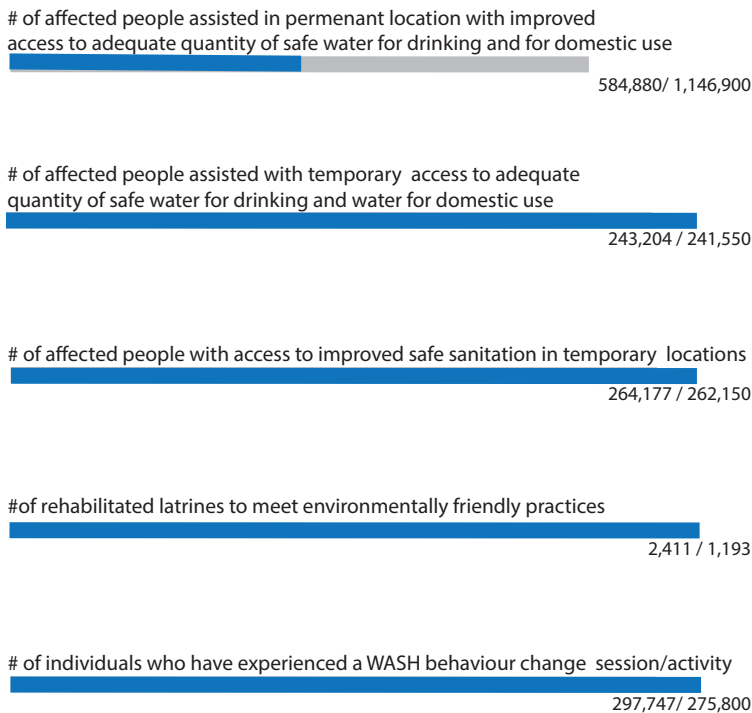 # of affected people assisted in permenant location with improved
access to adequate quantity of safe water for drinking and for domestic use
584,880/ 1,146,900
# of affected people assisted with temporary access to adequate
quantity of safe water for drinking and water for domestic use
243,204 / 241,550
# of affected people with access to improved safe sanitation in temporary locations
264,177 / 262,150
#of rehabilitated latrines to meet environmentally friendly practices
2,411 / 1,193
# of individuals who have experienced a WASH behaviour change session/activity
297,747/ 275,800